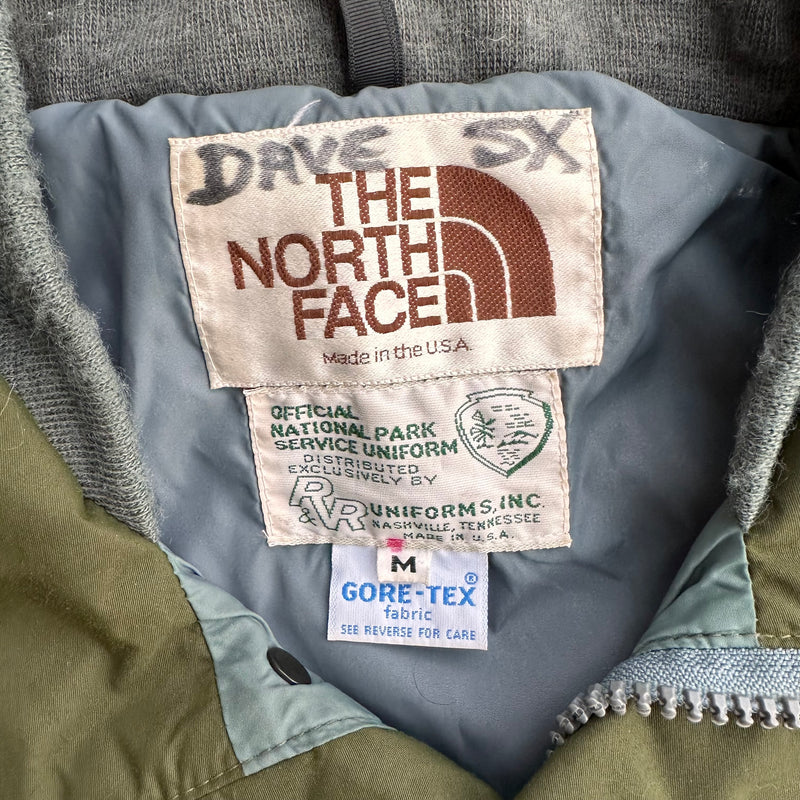 DAVE SX
THE
NORTH
FACE
Made in the U.S.A.
OFFICIAL
NATIONAL PARK
SERVICE UNIFORM
DISTRIBUTED
EXCLUSIVELY BY
R&R UNIFORMS, INC.
NASHVILLE, TENNESSEE
MADE IN U.S.A.
M
GORE-TEX®
fabric
SEE REVERSE FOR CARE